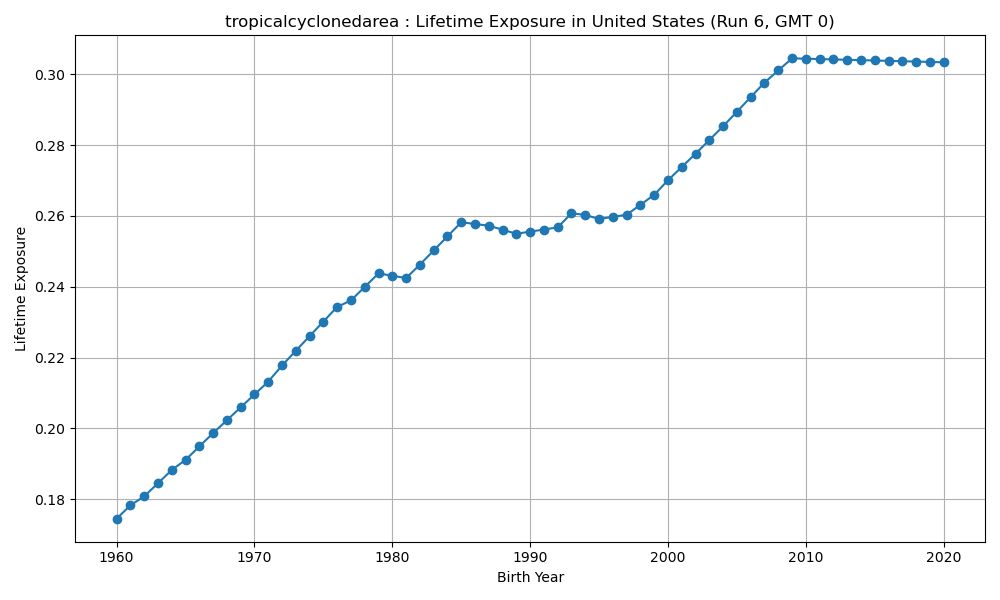 tropicalcyclonedarea : Lifetime Exposure in United States (Run 6, GMT 0)
Lifetime Exposure
0.30
0.28
0.26
0.24
0.22
0.20
0.18
1960 1970 1980 1990 2000 2010 2020
Birth Year